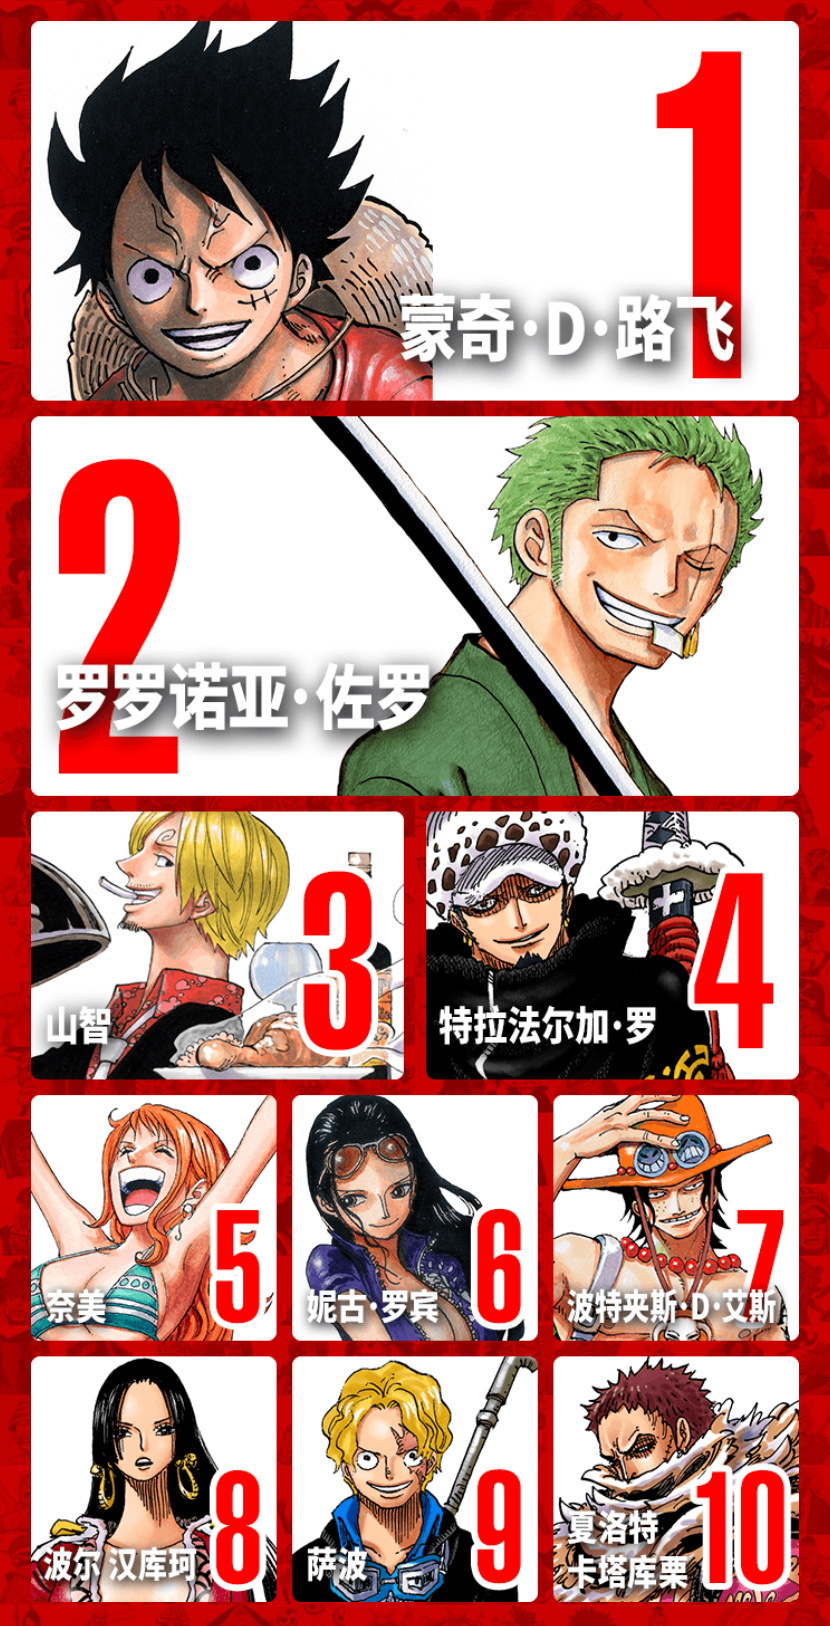 1
蒙奇·D·路飞
2
罗罗诺亚·佐罗
3
山智
4
特拉法尔加·罗
5
奈美
6
妮古·罗宾
7
波特夹斯·D·艾斯
8
波尔 汉库珂
9
萨波
10
夏洛特
卡塔库栗